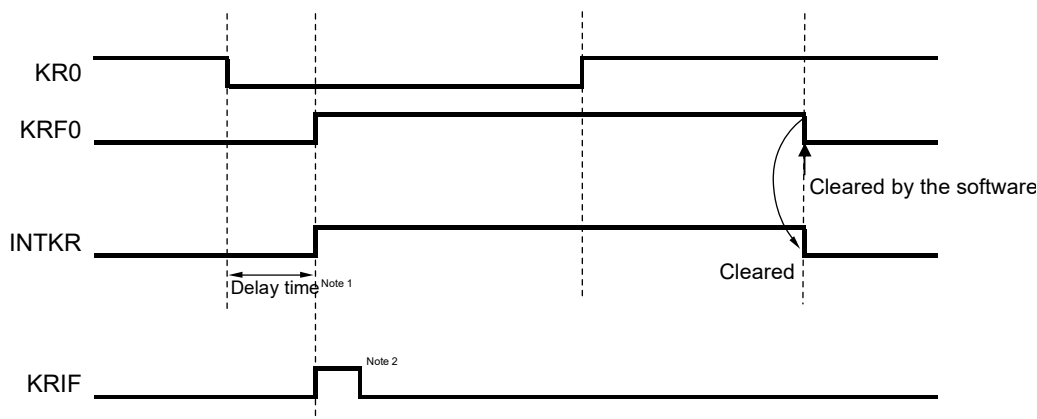 KR0
KRF0
Cleared by the software
INTKR
Cleared
Delay time Note 1
Note 2
KRIF